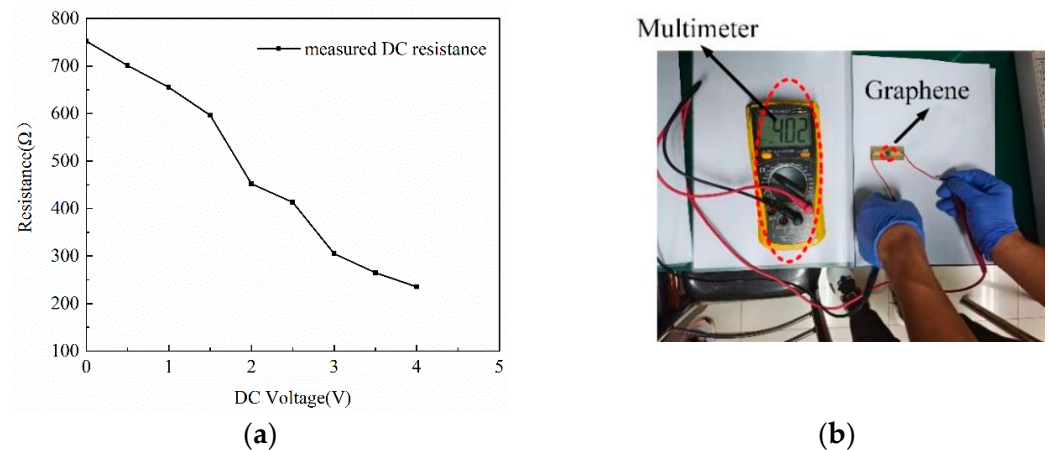 (a)
800
700
600
500
400
300
200
100
0
1
2
3
4
5
Resistancc(Ω)
DC Voltage(V)
measured DC resistance
(b)
Multimeter
Graphene
402